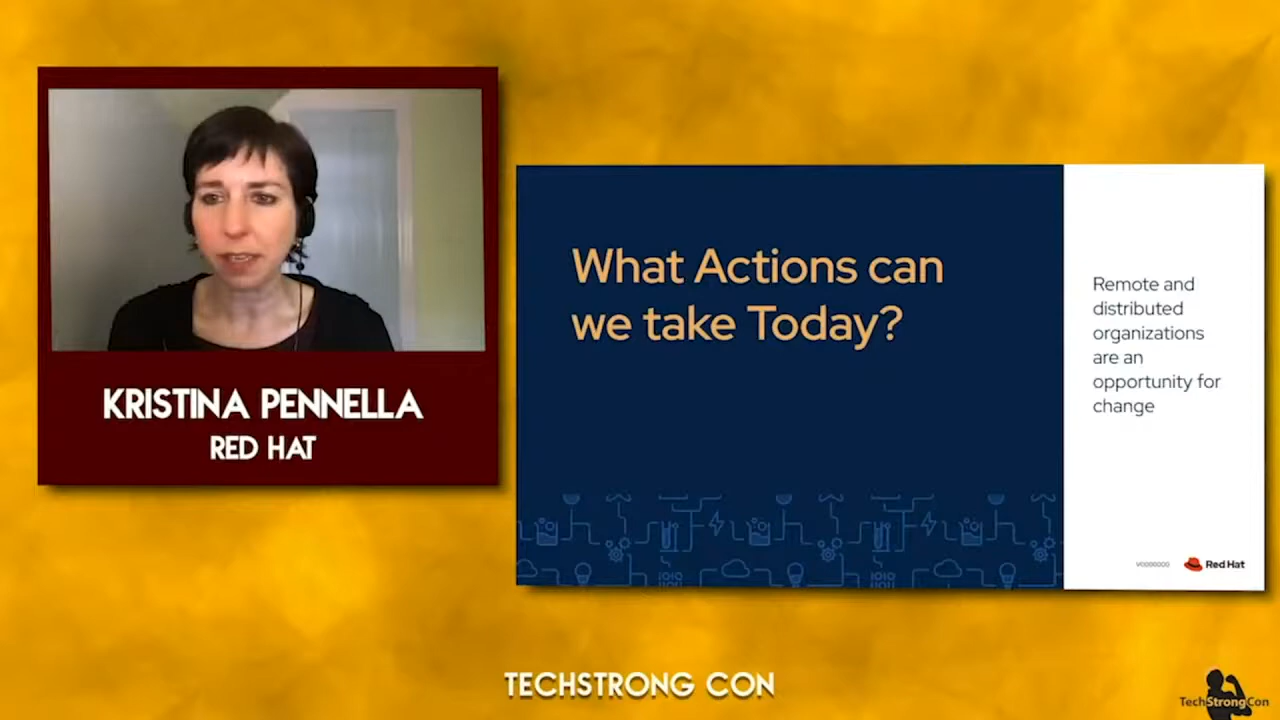 KRISTINA PENNELLA
RED HAT
What Actions can
we take Today?
Remote and
distributed
organizations
are an
opportunity for
change
V0000000
Red Hat
TECHSTRONG CON
TechStrongCon